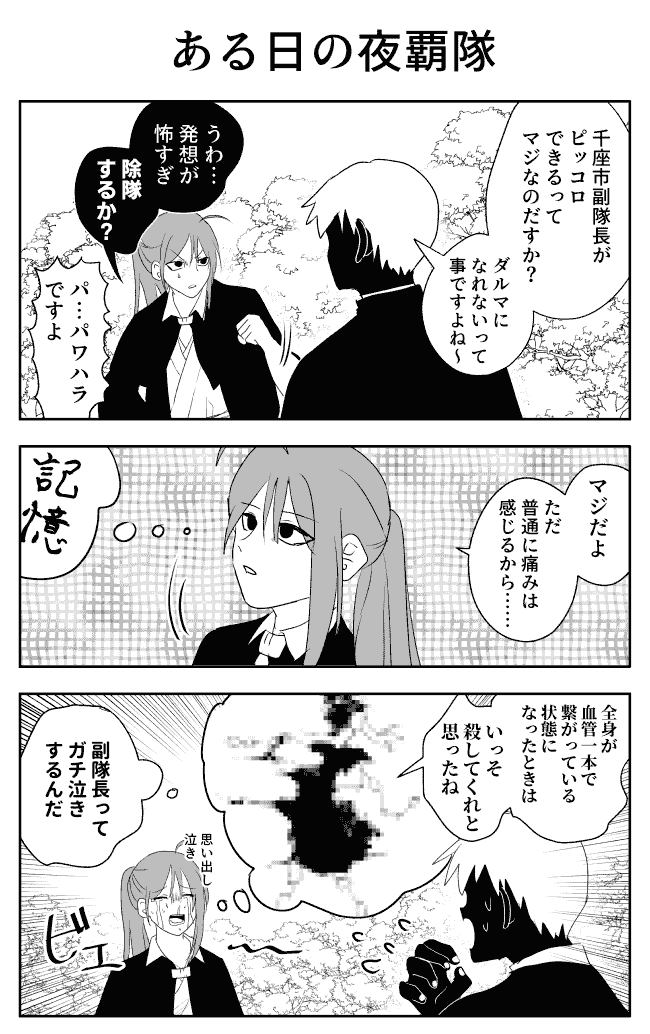 ある日の夜覇隊
千座市副隊長が
ピッコロ
できるって
マジなのだすか？
ダルマに
なれないって
事ですよね～
うわ…
発想が
怖すぎ
除隊
するか？
パ…パワハラ
ですよ
マジだよ
ただ
普通に痛みは
感じるから……
記憶
全身が
血管一本で
繋がっている
状態に
なったときは
いっそ
殺してくれと
思ったね
副隊長って
ガチ泣き
するんだ
思い出し
泣き
ビェ